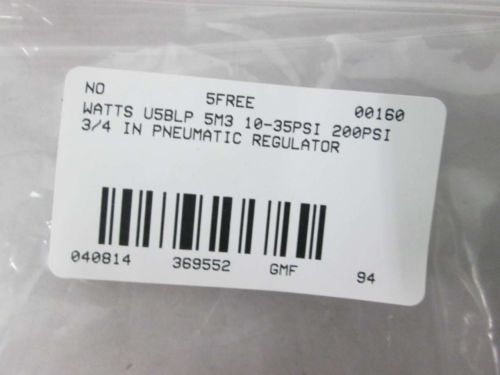 NO 5FREE 00160
WATTS U5BLP 5M3 10-35PSI 200PSI
3/4 IN PNEUMATIC REGULATOR
040814 369552 GMF 94